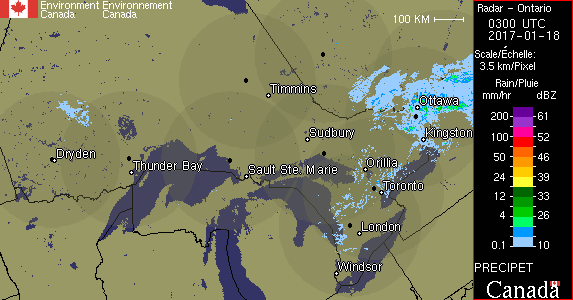 Environment Environnement
Canada Canada
100 KM
Radar - Ontario
0300 UTC
2017-01-18
Scale/Échelle:
3.5 km/Pixel
Rain/Pluie
mm/hr dBZ
200 61
100 52
50 46
24 39
12 33
4 26
0.1 10
Timmins
Ottawa
Sudbury
Kingston
Dryden
Thunder Bay
Sault Ste. Marie
Orillia
Toronto
London
Windsor
PRECIPET
Canada